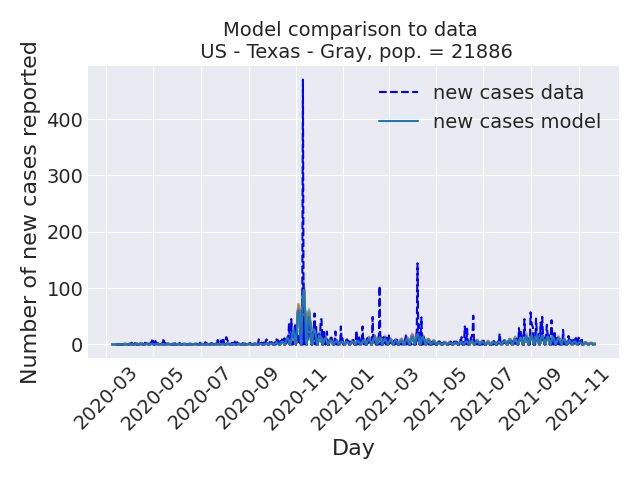 Model comparison to data
US - Texas - Gray, pop. = 21886
Number of new cases reported
400
300
200
100
0
new cases data
new cases model
2020-03
2020-05
2020-07
2020-09
2020-11
2021-01
2021-03
2021-05
2021-07
2021-09
2021-11
Day